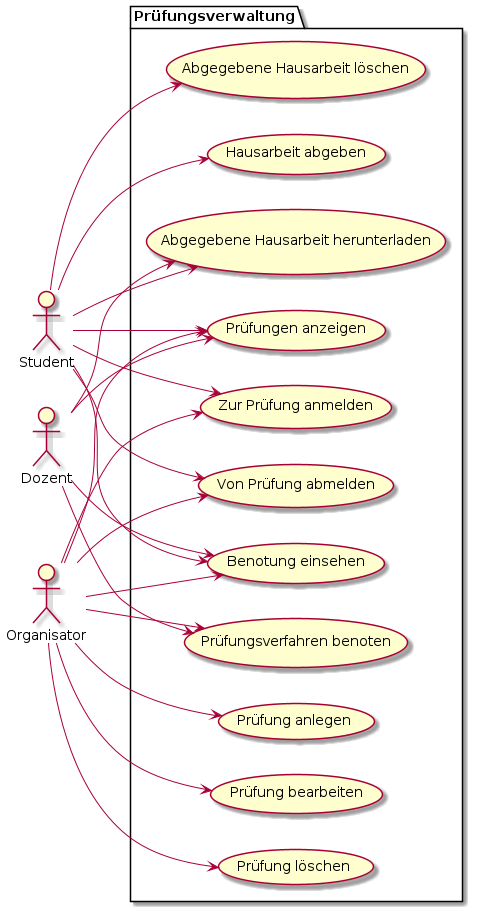 Prüfungsverwaltung
Abgegebene Hausarbeit löschen
Hausarbeit abgeben
Abgegebene Hausarbeit herunterladen
Prüfungen anzeigen
Student
Zur Prüfung anmelden
Dozent
Von Prüfung abmelden
Benotung einsehen
Organisator
Prüfungsverfahren benoten
Prüfung anlegen
Prüfung bearbeiten
Prüfung löschen